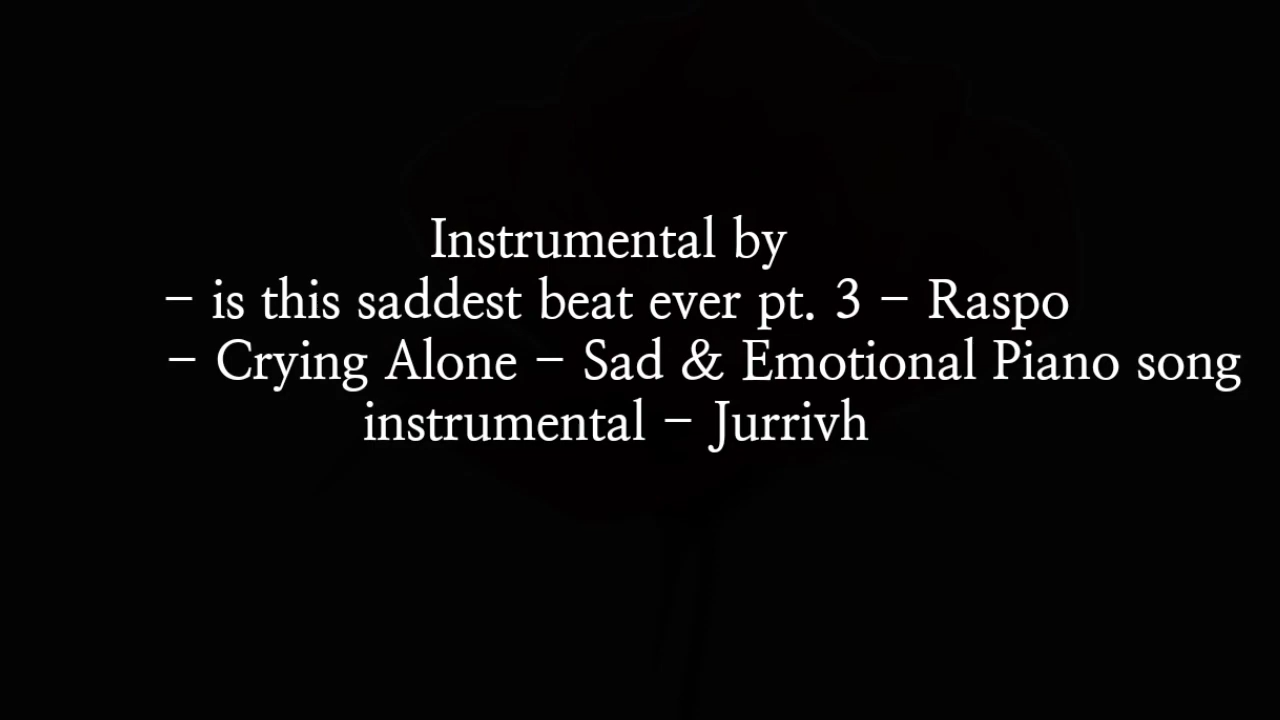 Instrumental by
- is this saddest beat ever pt. 3 - Raspo
- Crying Alone - Sad & Emotional Piano song
instrumental - Jurrivh